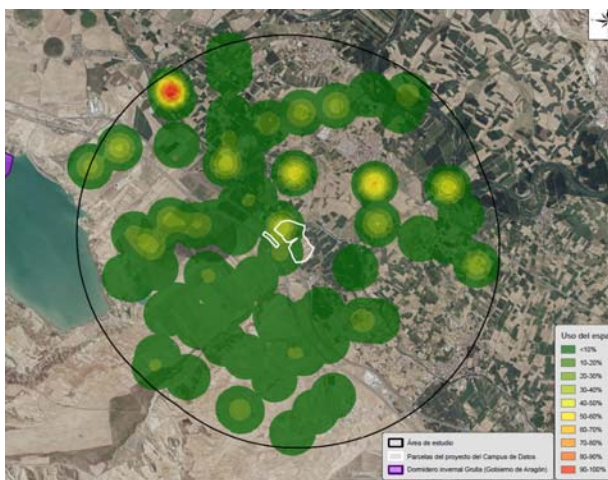 Uso del espa
<10%
10-20%
20-30%
30-40%
40-50%
50-60%
60-70%
70-80%
80-90%
90-100%
Área de estudio
Parcelas del proyecto del Campus de Datos
Dormidero invernal Grulla (Gobierno de Aragón)